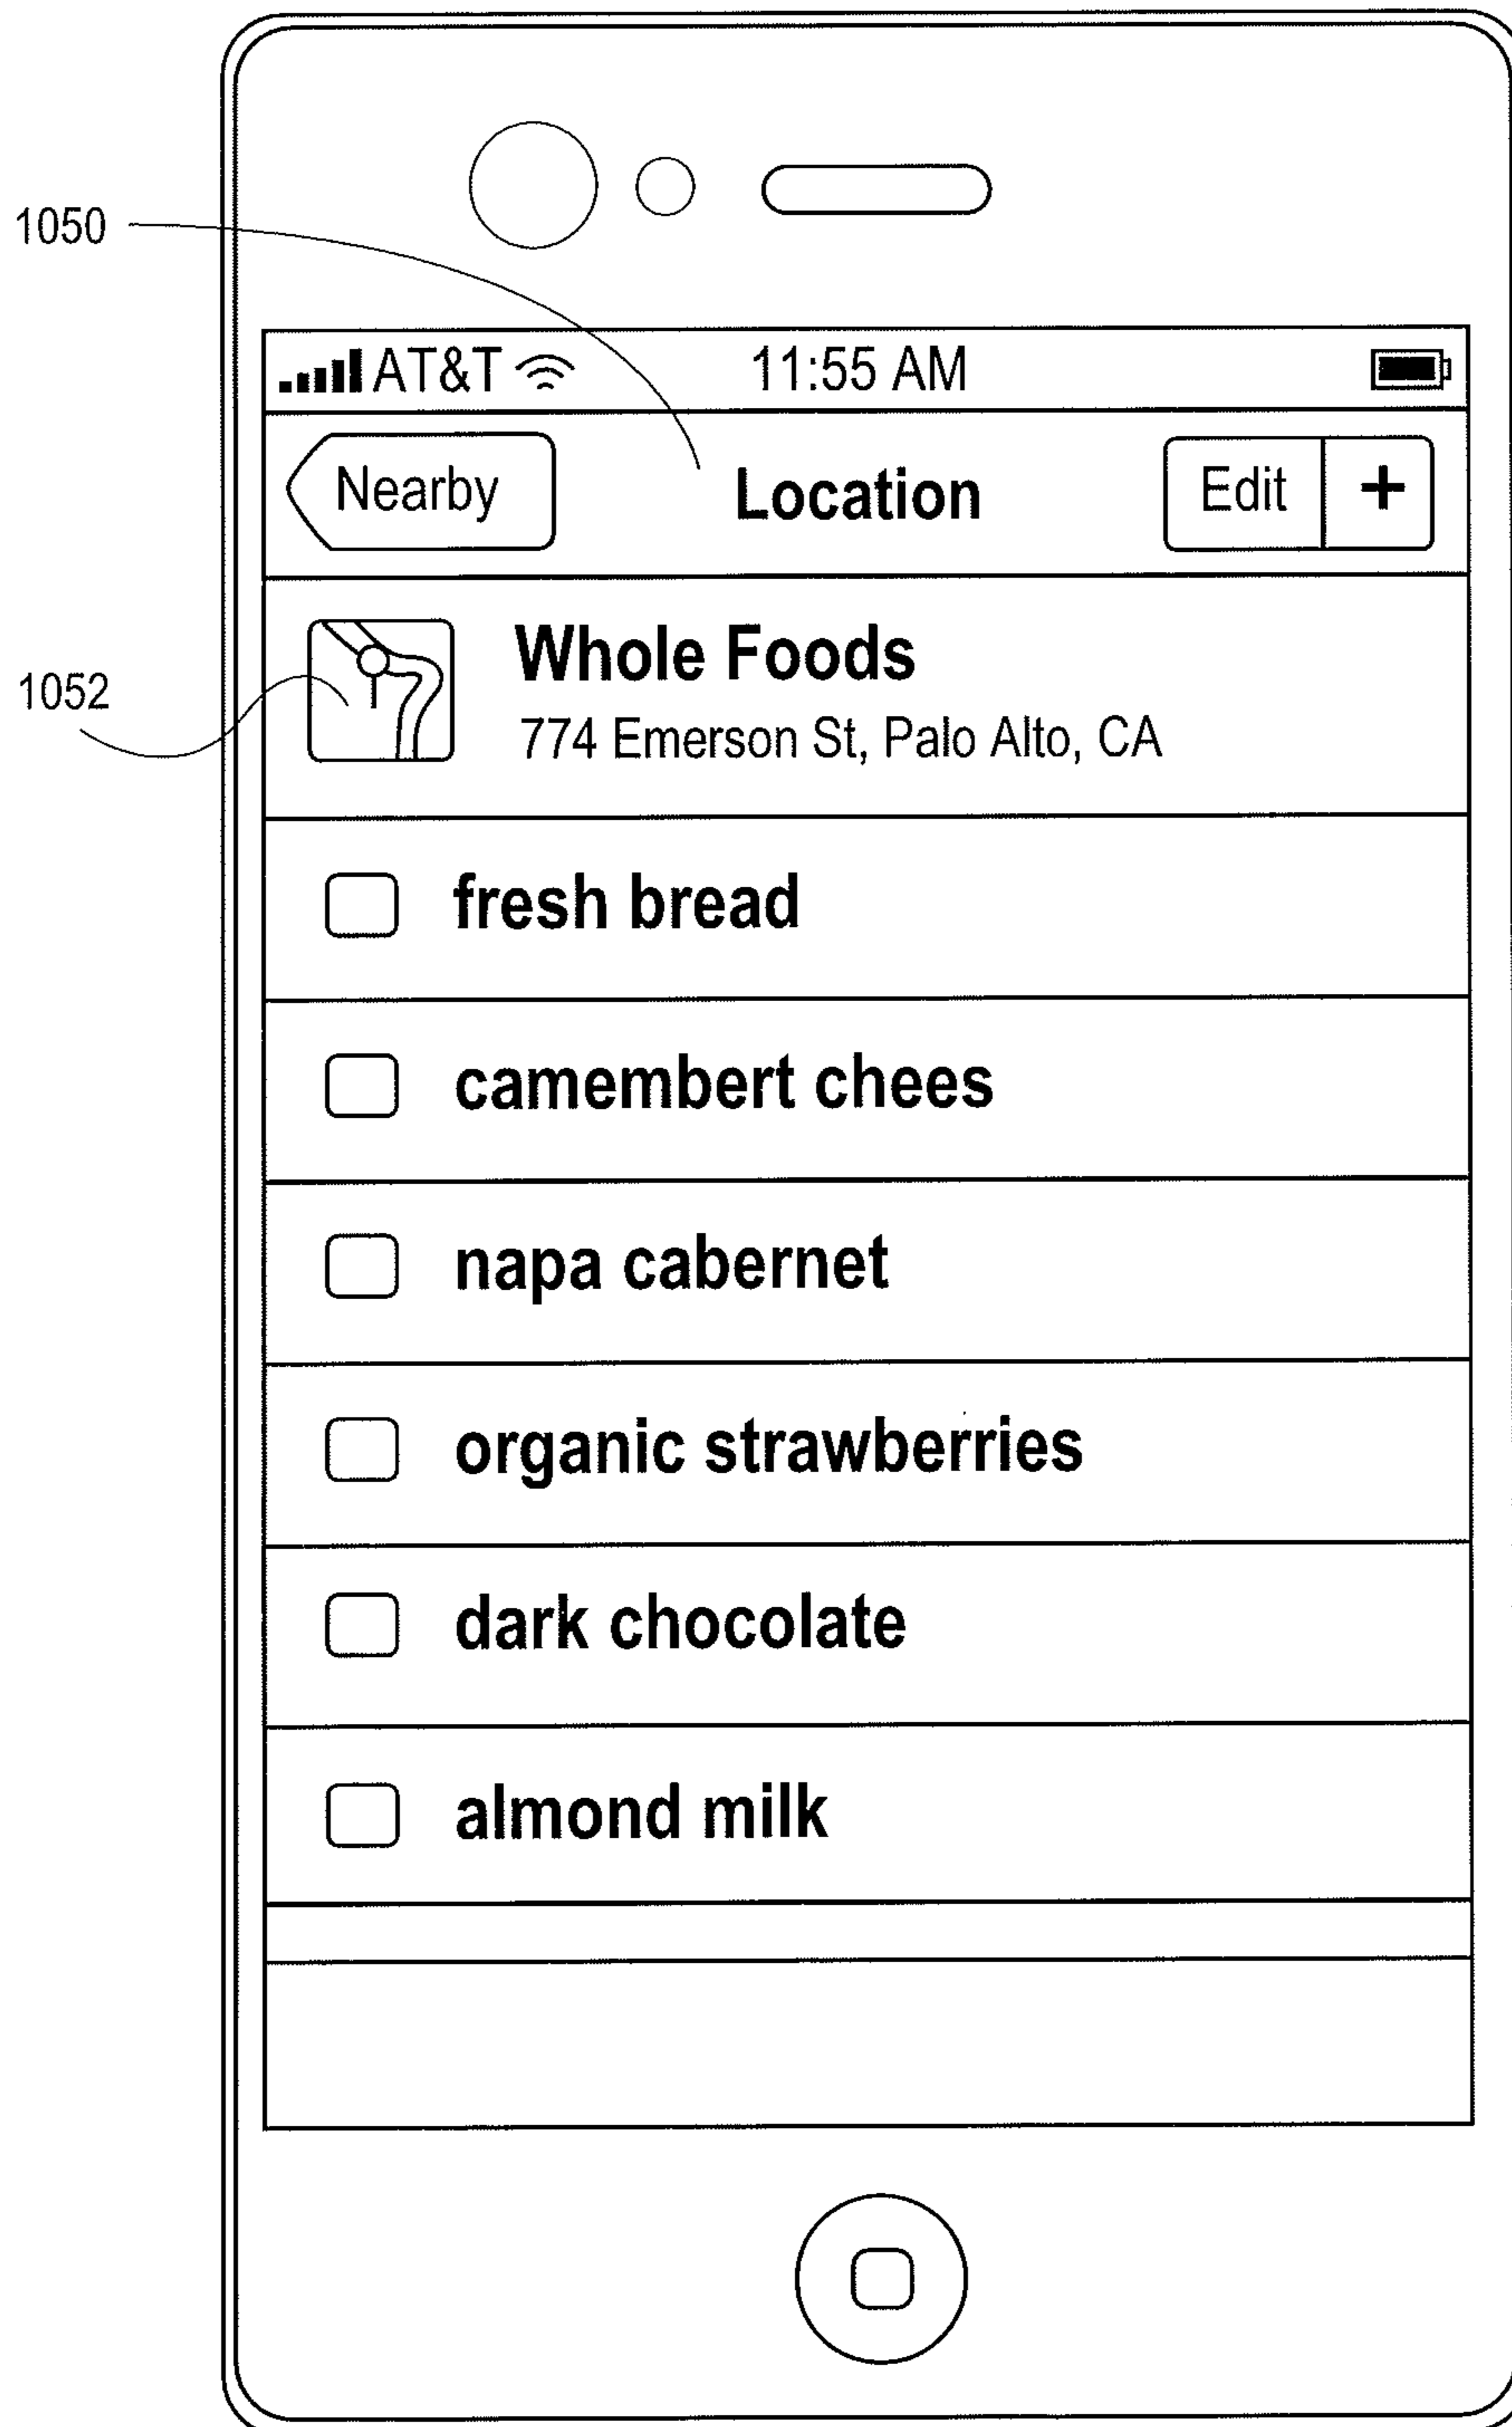 1050
AT&T 11:55 AM
Nearby Location Edit +
1052
Whole Foods
774 Emerson St, Palo Alto, CA
fresh bread
camembert chees
napa cabernet
organic strawberries
dark chocolate
almond milk